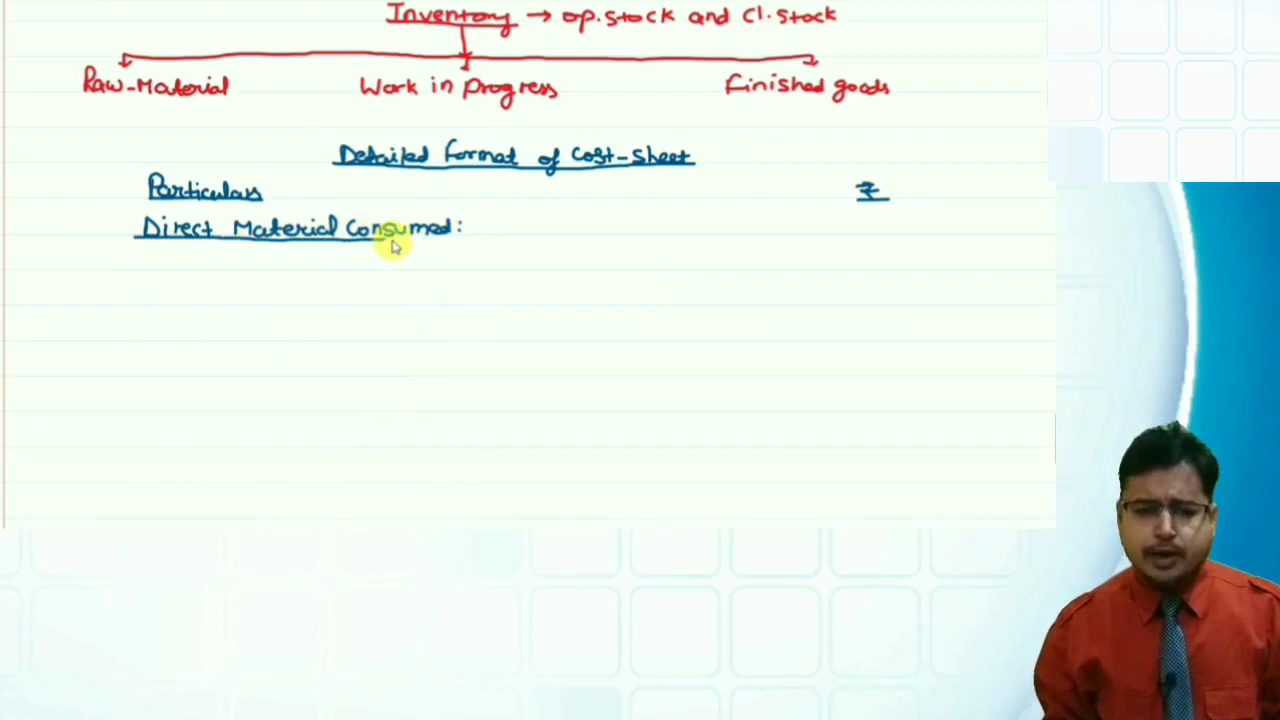 Inventory → op.stock and cl.stock
Raw-Material Work in Progress Finished goods
Detailed Format of Cost-Sheet
Particulars ₹
Direct Material Consumed: